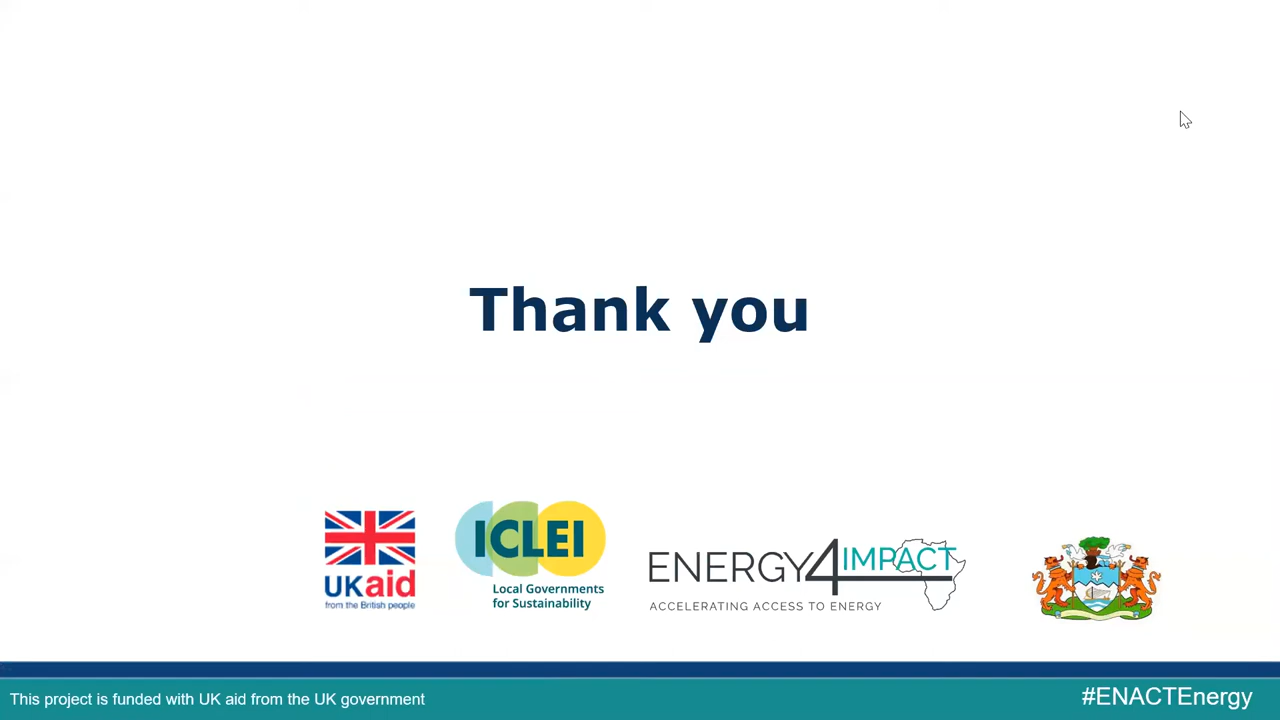 Thank you
UKaid
from the British people
ICLEI
Local Governments
for Sustainability
ENERGY4IMPACT
ACCELERATING ACCESS TO ENERGY
This project is funded with UK aid from the UK government
#ENACTEnergy